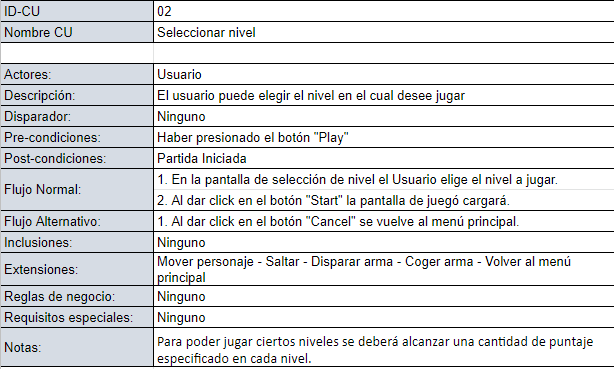 ID-CU 02
Nombre CU Seleccionar nivel
Actores: Usuario
Descripción: El usuario puede elegir el nivel en el cual desee jugar
Disparador: Ninguno
Pre-condiciones: Haber presionado el botón "Play"
Post-condiciones: Partida Iniciada
Flujo Normal: 1. En la pantalla de selección de nivel el Usuario elige el nivel a jugar.
2. Al dar click en el botón "Start" la pantalla de juegó cargará.
Flujo Alternativo: 1. Al dar click en el botón "Cancel" se vuelve al menú principal.
Inclusiones: Ninguno
Extensiones: Mover personaje - Saltar - Disparar arma - Coger arma - Volver al menú
principal
Reglas de negocio: Ninguno
Requisitos especiales: Ninguno
Notas: Para poder jugar ciertos niveles se deberá alcanzar una cantidad de puntaje
especificado en cada nivel.